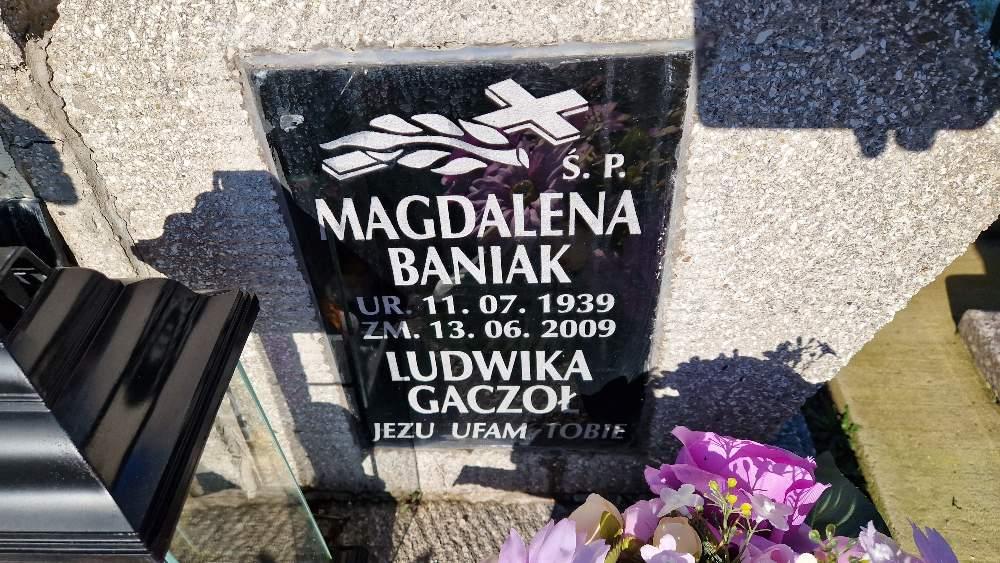 Ś. P.
MAGDALENA
BANIAK
UR. 11. 07. 1939
ZM. 13. 06. 2009
LUDWIKA
GACZOŁ
JEZU UFAM TOBIE